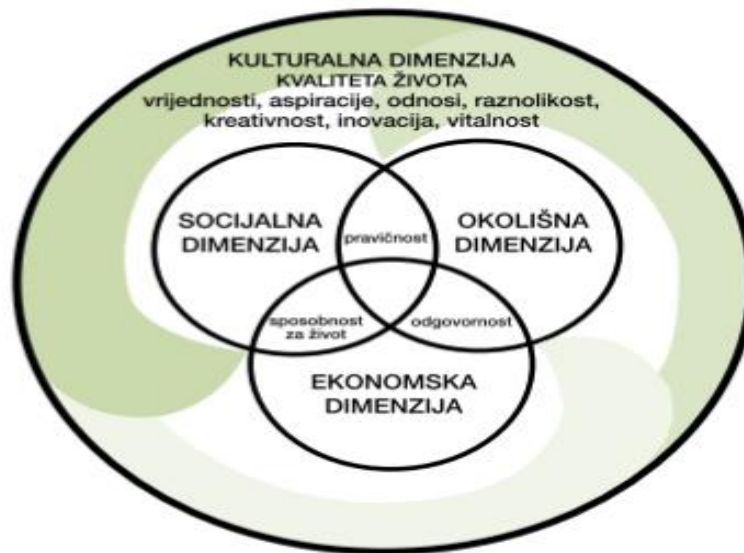 KULTURALNA DIMENZIJA
KVALITETA ŽIVOTA
vrijednosti, aspiracije, odnosi, raznolikost,
kreativnost, inovacija, vitalnost
SOCIJALNA
DIMENZIJA
pravičnost
OKOLIŠNA
DIMENZIJA
sposobnost
za život
odgovornost
EKONOMSKA
DIMENZIJA